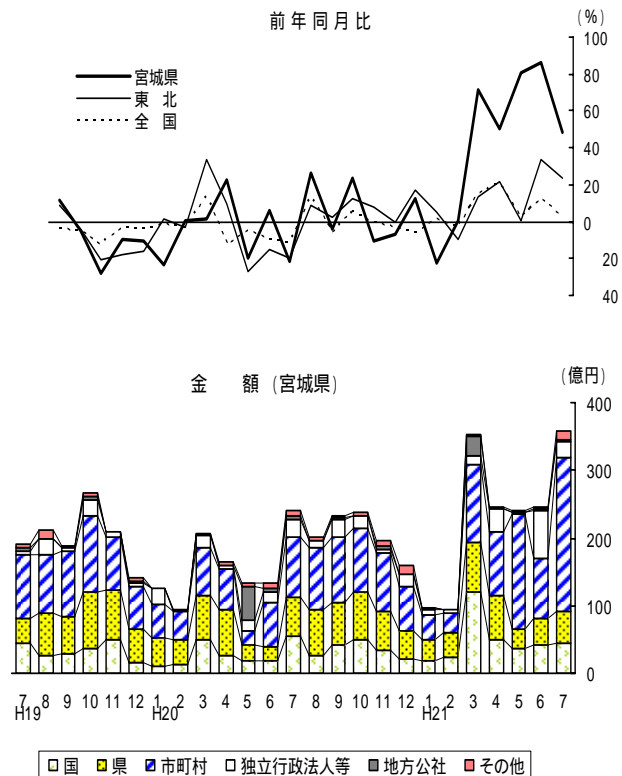 前年同月比
(%)
宮城県
東北
全国
100
80
60
40
20
0
20
40
金額(宮城県)
(億円)
400
300
200
100
0
7 8 9 10 11 12 1 2 3 4 5 6 7 8 9 10 11 12 1 2 3 4 5 6 7
H19 H20 H21
国 県 市町村 独立行政法人等 地方公社 その他